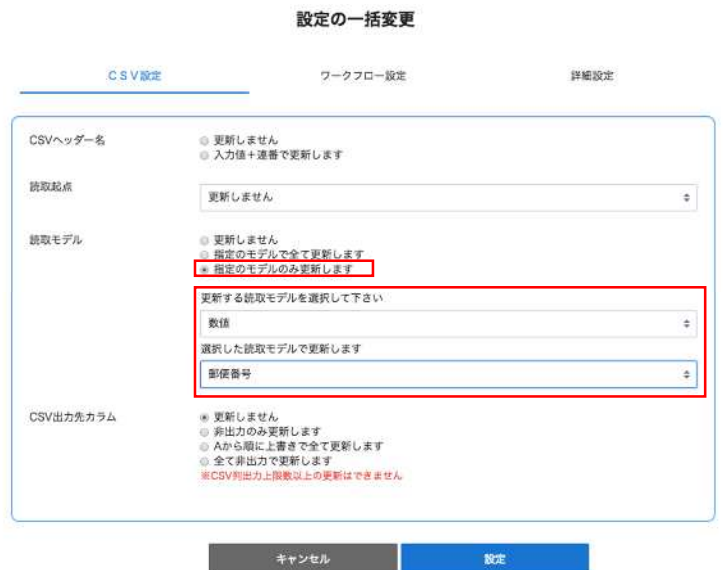 設定の一括変更
ＣＳＶ設定 ワークフロー設定 詳細設定
CSVヘッダー名
更新しません
入力値＋連番で更新します
読取起点
更新しません
読取モデル
更新しません
指定のモデルで全て更新します
指定のモデルのみ更新します
更新する読取モデルを選択して下さい
数値
選択した読取モデルで更新します
郵便番号
CSV出力先カラム
更新しません
非出力のみ更新します
Aから順に上書きで全て更新します
全て非出力で更新します
※CSV列出力上限数以上の更新はできません
キャンセル 設定